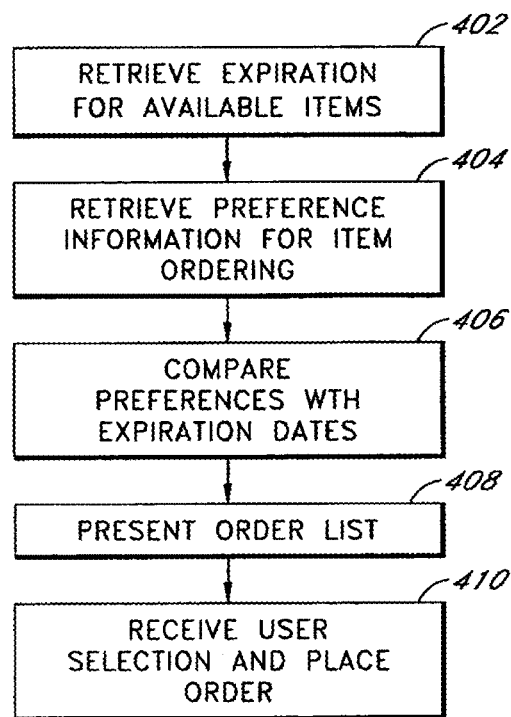 402
RETRIEVE EXPIRATION
FOR AVAILABLE ITEMS
404
RETRIEVE PREFERENCE
INFORMATION FOR ITEM
ORDERING
406
COMPARE
PREFERENCES WTH
EXPIRATION DATES
408
PRESENT ORDER LIST
410
RECEIVE USER
SELECTION AND PLACE
ORDER